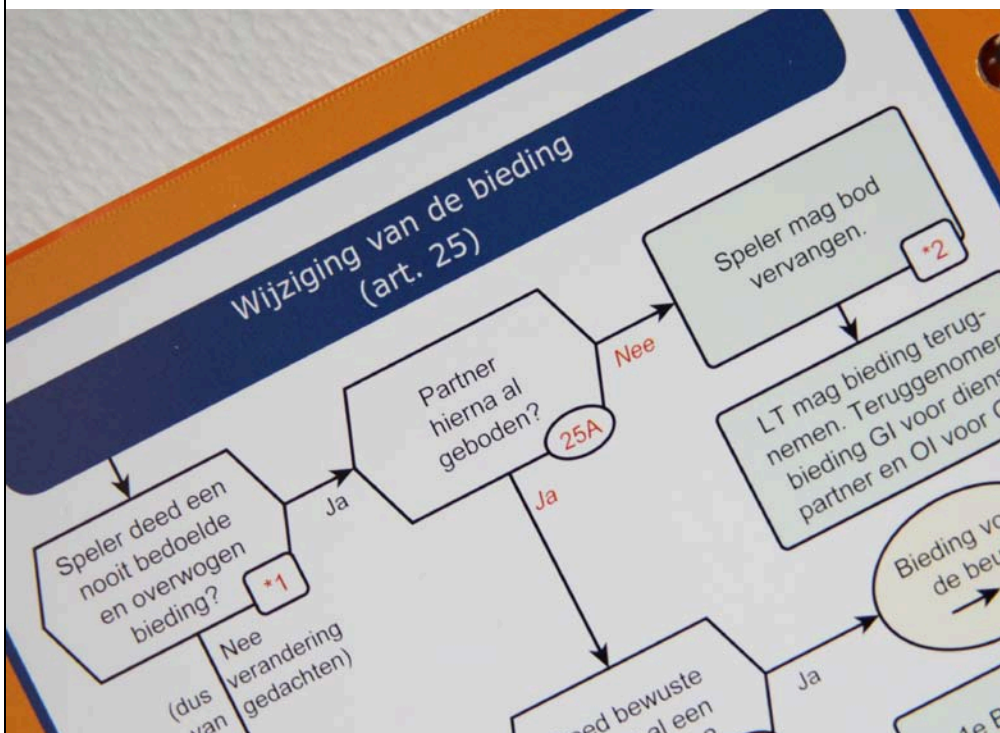 Wijziging van de bieding
(art. 25)
Speler deed een
nooit bedoelde
en overwogen
bieding?
*1
Ja
Partner
hierna al
geboden?
25A
Nee
Speler mag bod
vervangen.
*2
LT mag bieding terug-
nemen. Teruggenomen
bieding GI voor
partner en OI voor
Ja
Nee
(dus verandering
van gedachten)
bewuste
al een
Ja
Bieding
de